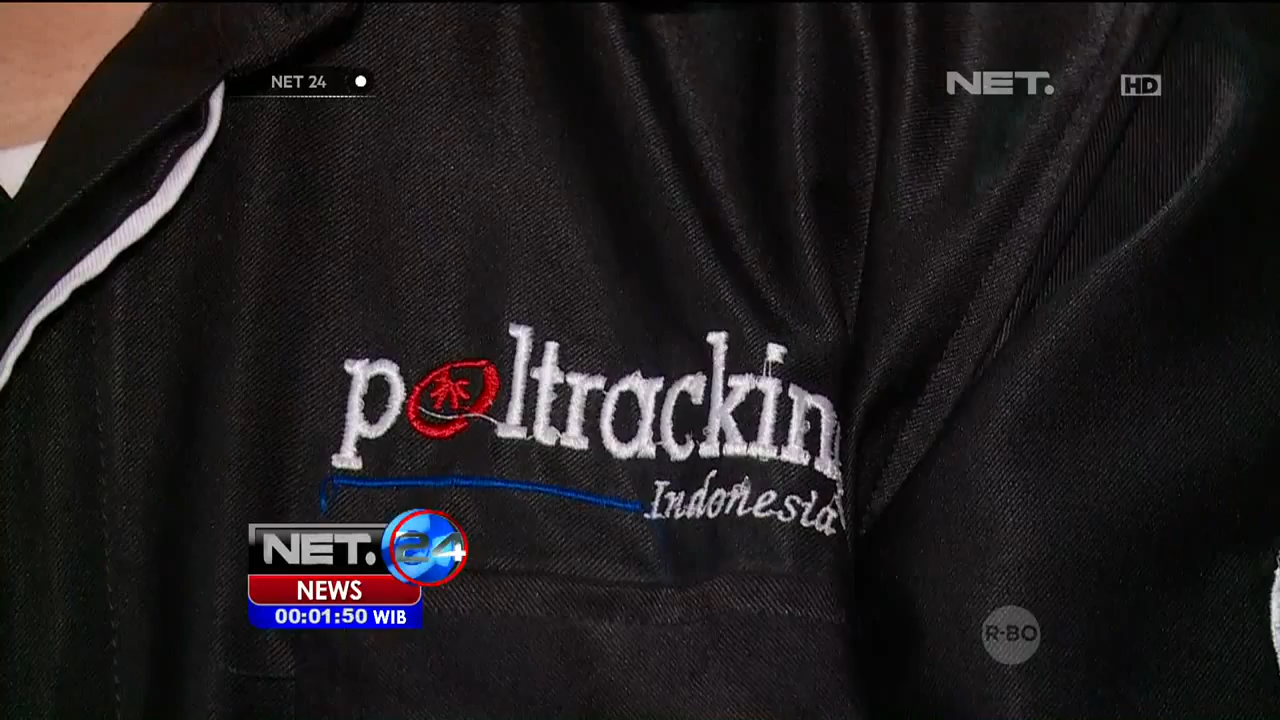 NET 24
NET.
HD
poltrackin
Indonesia
NET. 24
NEWS
00:01:50 WIB
R-BO